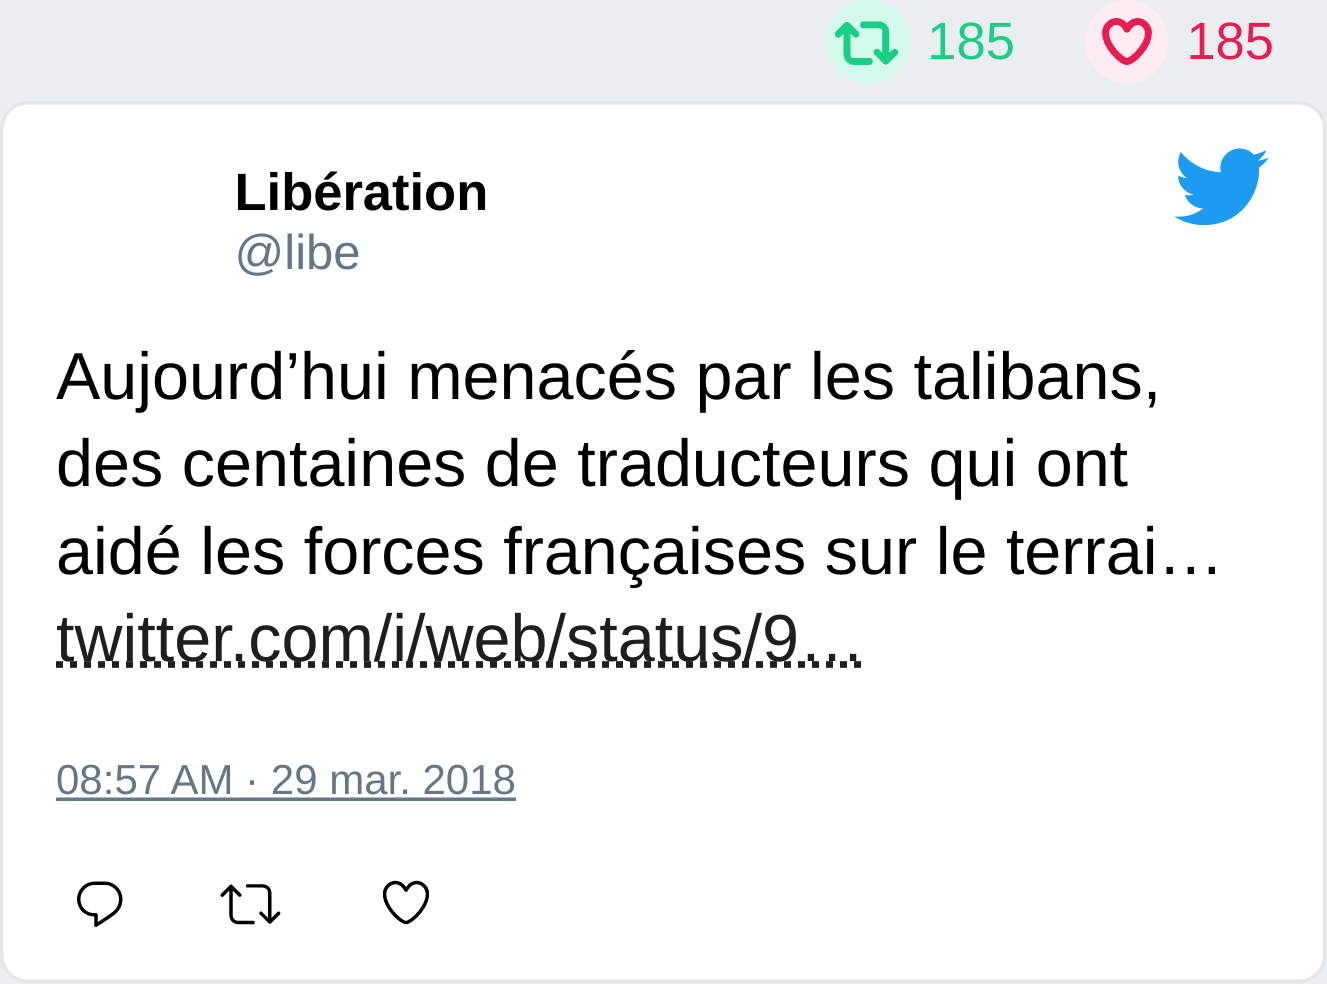 185 185
Libération
@libe
Aujourd’hui menacés par les talibans,
des centaines de traducteurs qui ont
aidé les forces françaises sur le terrai…
twitter.com/i/web/status/9…
08:57 AM · 29 mar. 2018